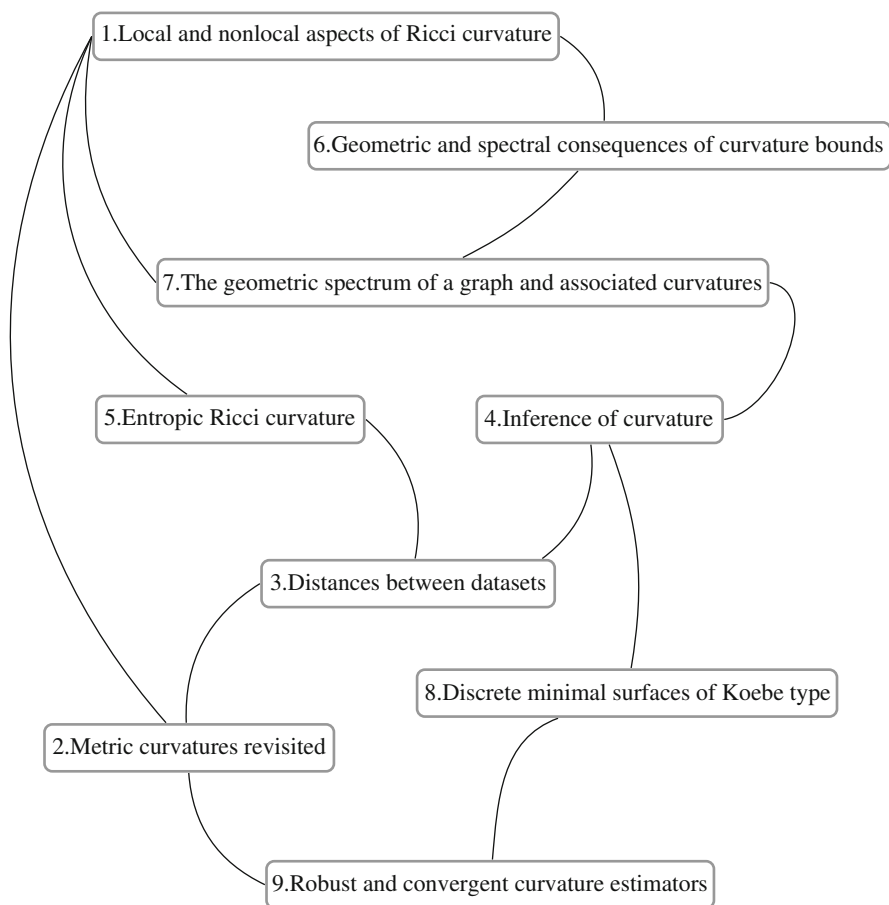 1.Local and nonlocal aspects of Ricci curvature
6.Geometric and spectral consequences of curvature bounds
7.The geometric spectrum of a graph and associated curvatures
5.Entropic Ricci curvature
4.Inference of curvature
3.Distances between datasets
8.Discrete minimal surfaces of Koebe type
2.Metric curvatures revisited
9.Robust and convergent curvature estimators